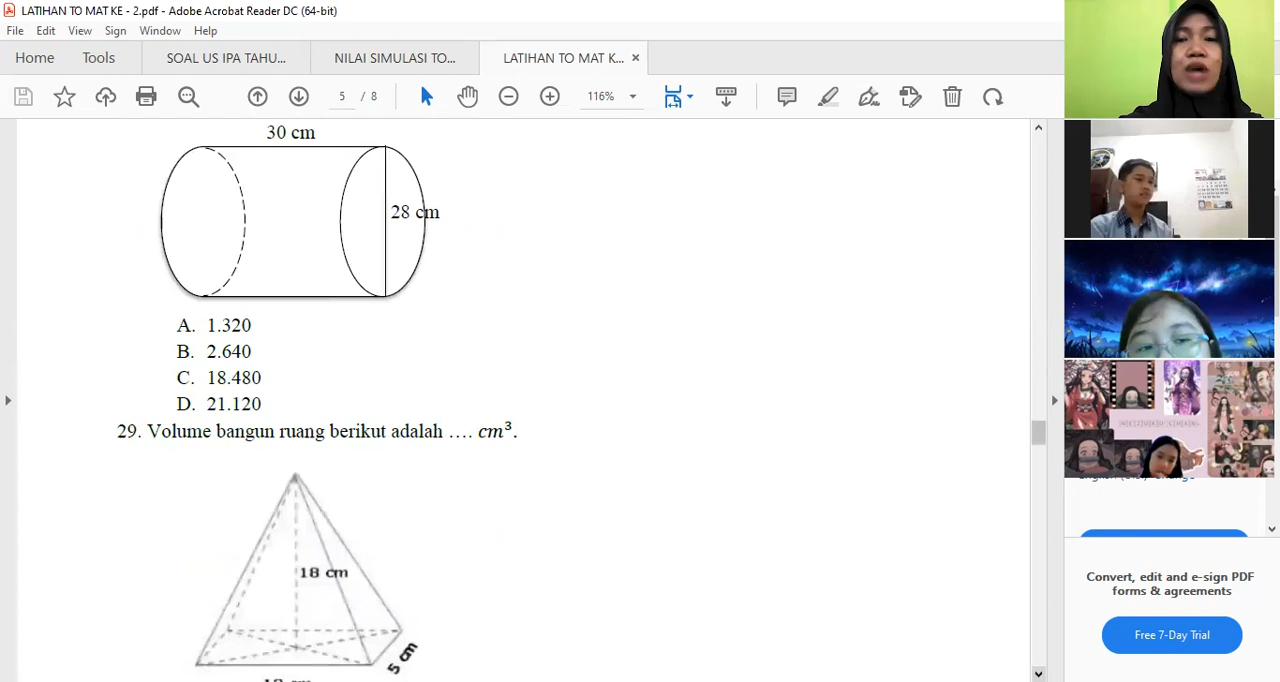 LATIHAN TO MAT KE - 2.pdf - Adobe Acrobat Reader DC (64-bit)
File Edit View Sign Window Help
Home Tools SOAL US IPA TAHU... NILAI SIMULASI TO... LATIHAN TO MAT K... ×
5 / 8 116%
30 cm
28 cm
A. 1.320
B. 2.640
C. 18.480
D. 21.120
29. Volume bangun ruang berikut adalah …. cm³.
18 cm
5 cm
Convert, edit and e-sign PDF
forms & agreements
Free 7-Day Trial